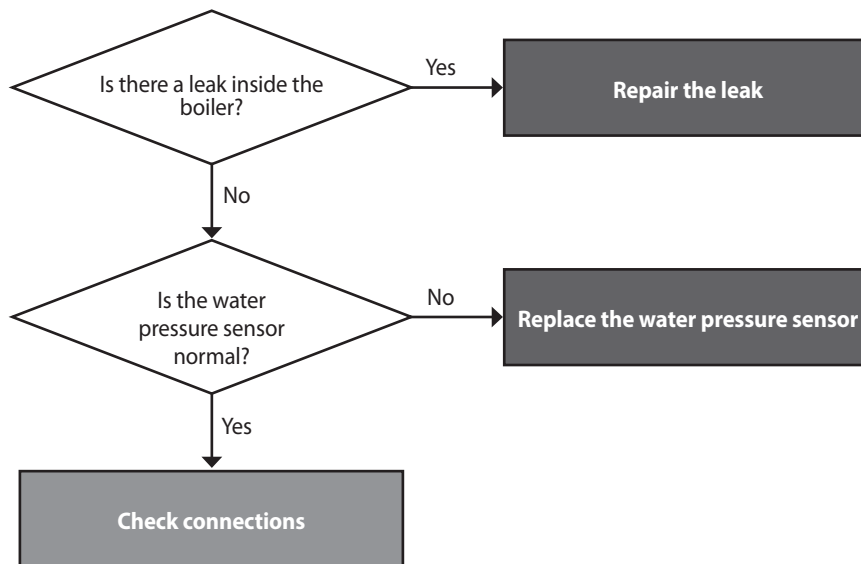 Is there a leak inside the
boiler?
Yes
Repair the leak
No
Is the water
pressure sensor
normal?
No
Replace the water pressure sensor
Yes
Check connections